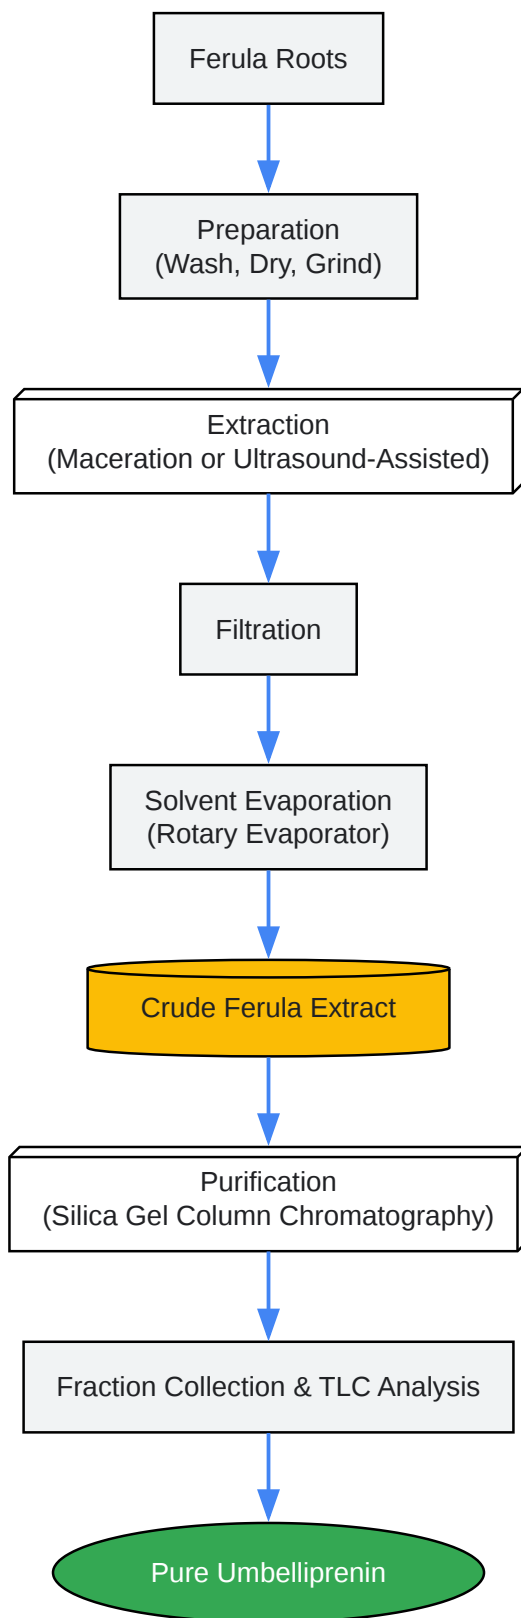 Ferula Roots
Preparation
(Wash, Dry, Grind)
Extraction
(Maceration or Ultrasound-Assisted)
Filtration
Solvent Evaporation
(Rotary Evaporator)
Crude Ferula Extract
Purification
(Silica Gel Column Chromatography)
Fraction Collection & TLC Analysis
Pure Umbelliprenin